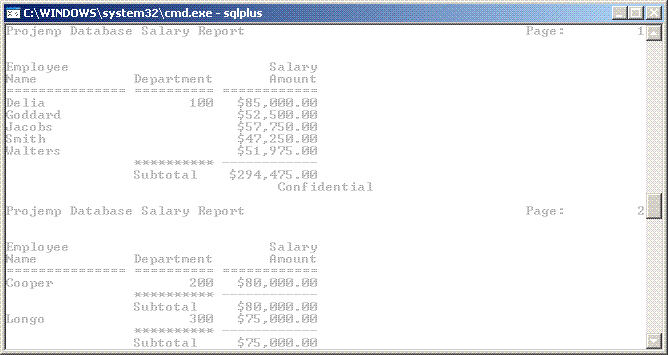 C:\WINDOWS\system32\cmd.exe - sqlplus
Projemp Database Salary Report                                   Page:         1
Employee                         Salary
Name            Department       Amount
=============== ========== ============
Delia                  100   $85,000.00
Goddard                      $52,500.00
Jacobs                       $57,750.00
Smith                        $47,250.00
Walters                      $51,975.00
                ********** ------------
                Subtotal    $294,475.00
                                  Confidential
Projemp Database Salary Report                                   Page:         2
Employee                         Salary
Name            Department       Amount
=============== ========== ============
Cooper                 200   $80,000.00
                ********** ------------
                Subtotal     $80,000.00
Longo                  300   $75,000.00
                ********** ------------
                Subtotal     $75,000.00